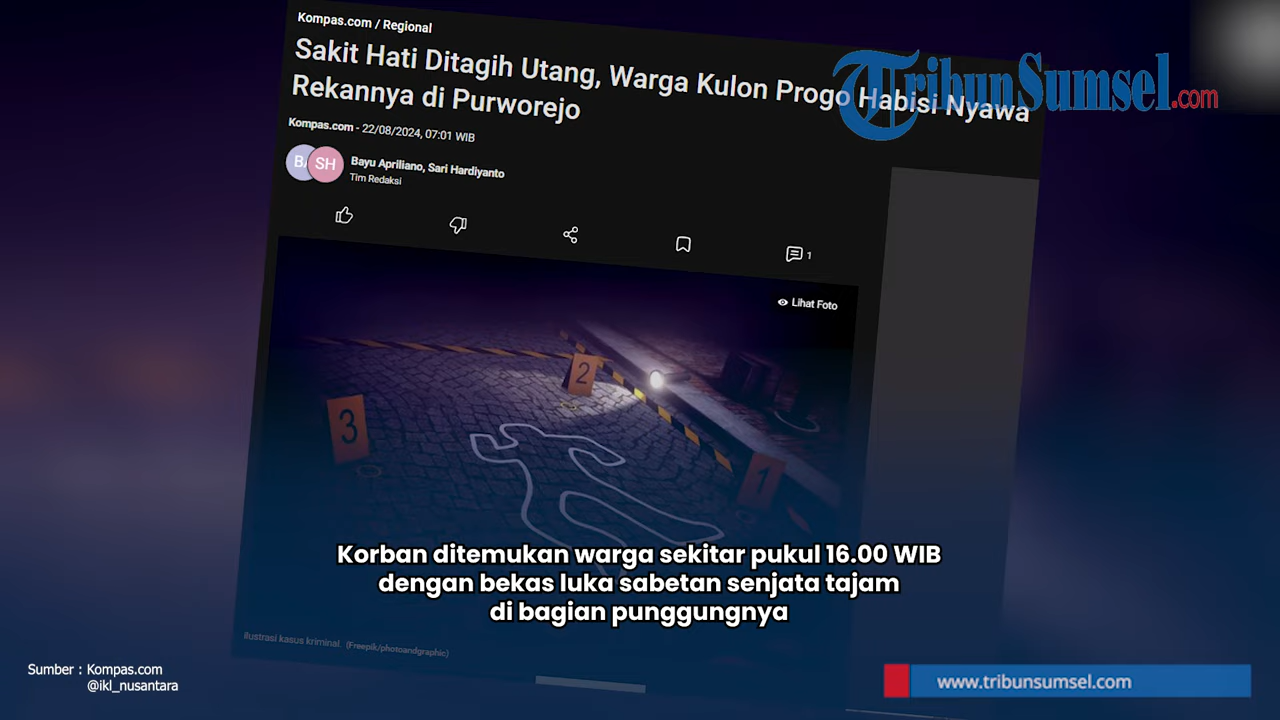 Kompas.com / Regional
Sakit Hati Ditagih Utang, Warga Kulon Progo Habisi Nyawa
Rekannya di Purworejo
TribunSumsel.com
Kompas.com - 22/08/2024, 07:01 WIB
BA SH
Bayu Apriliano, Sari Hardiyanto
Tim Redaksi
1
Lihat Foto
2
3
1
Korban ditemukan warga sekitar pukul 16.00 WIB
dengan bekas luka sabetan senjata tajam
di bagian punggungnya
Ilustrasi kasus kriminal. (Freepik/photoandgraphic)
Sumber : Kompas.com
@ikl_nusantara
www.tribunsumsel.com